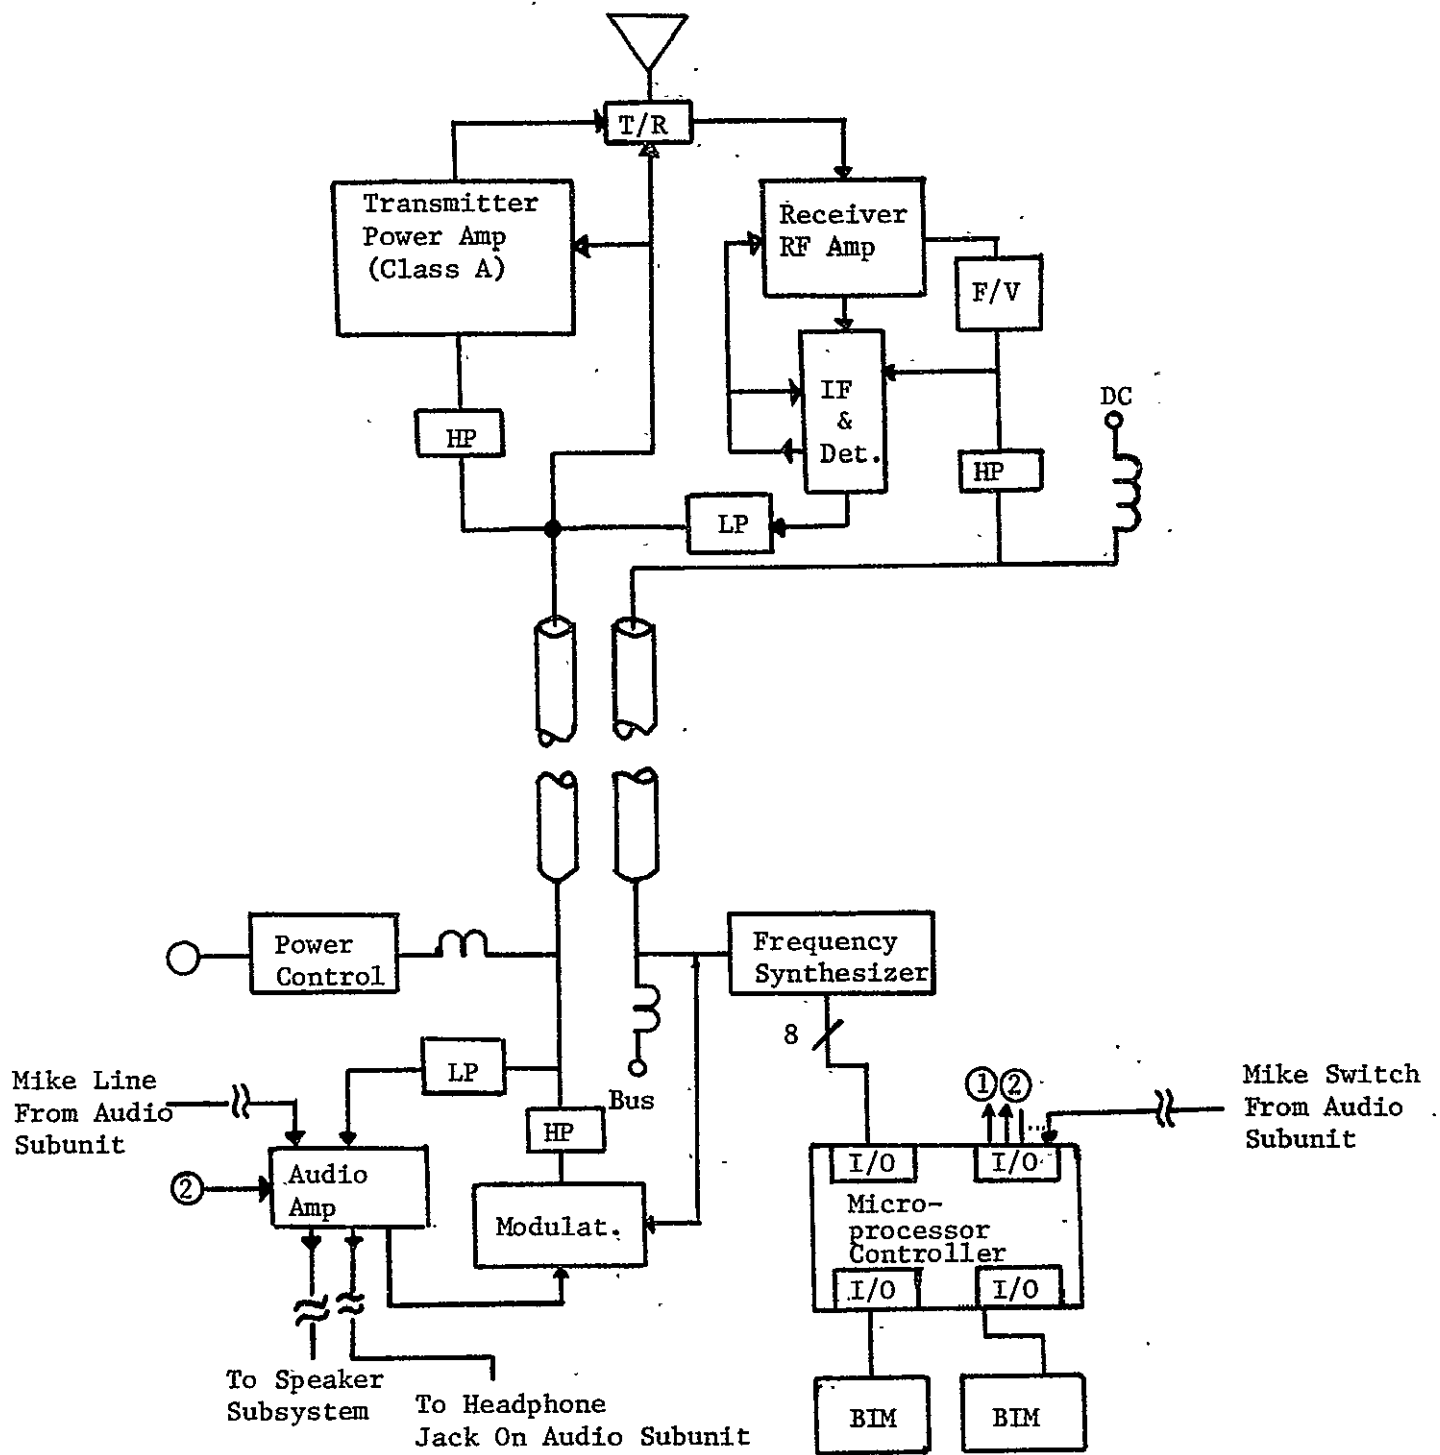 T/R
Transmitter
Power Amp
(Class A)
Receiver
RF Amp
F/V
HP
IF
&
Det.
DC
HP
LP
Power
Control
Frequency
Synthesizer
8
LP
Bus
Mike Line
From Audio
Subunit
HP
1 2
...
Mike Switch
From Audio
Subunit
2
Audio
Amp
Modulat.
I/O
I/O
Micro-
processor
Controller
I/O
I/O
To Speaker
Subsystem
To Headphone
Jack On Audio Subunit
BIM
BIM